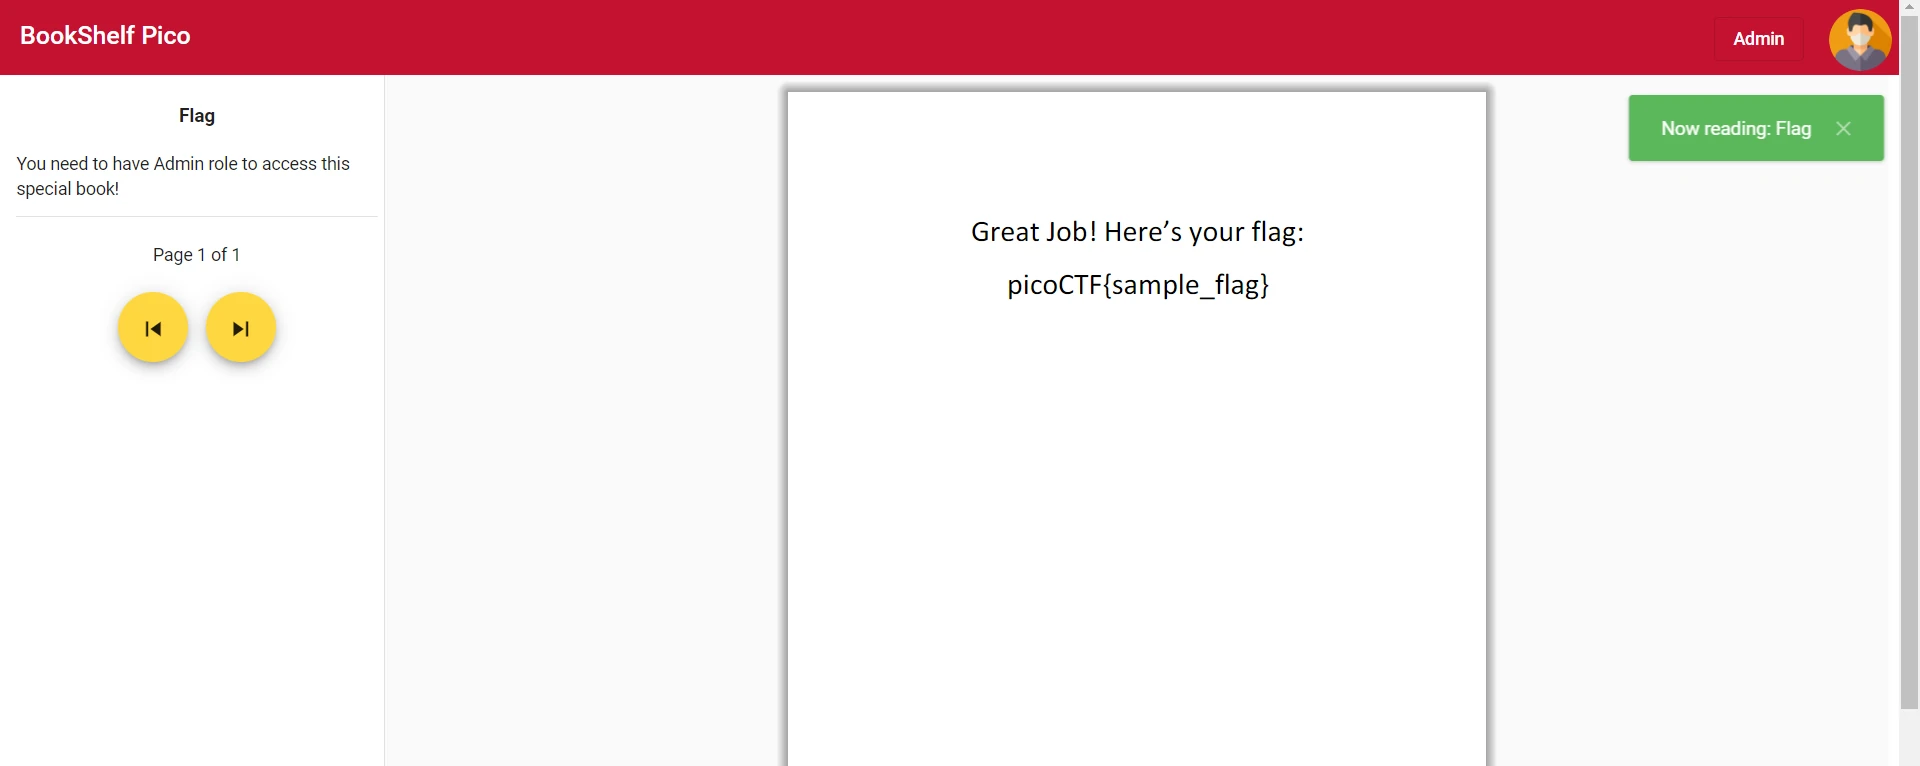 BookShelf Pico
Admin
Flag
You need to have Admin role to access this
special book!
Page 1 of 1
Great Job! Here’s your flag:
picoCTF{sample_flag}
Now reading: Flag